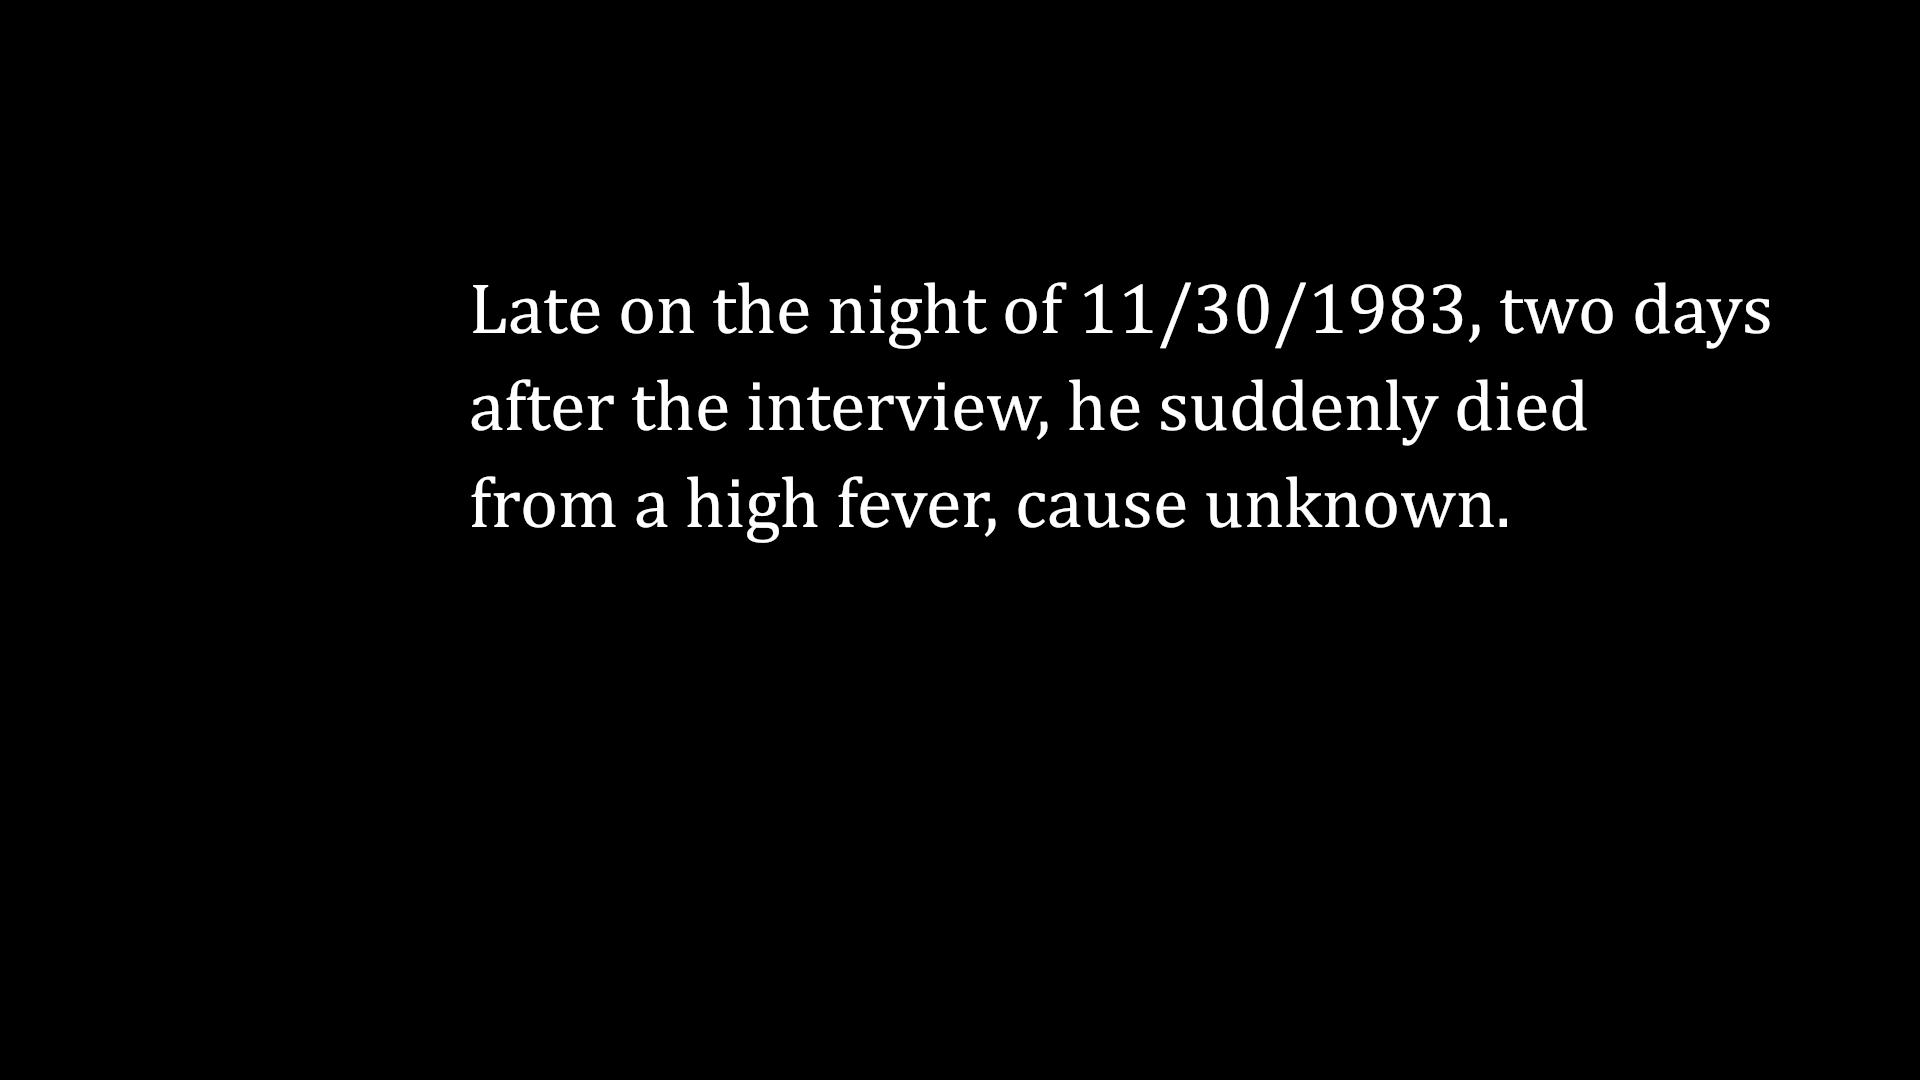 Late on the night of 11/30/1983, two days
after the interview, he suddenly died
from a high fever, cause unknown.